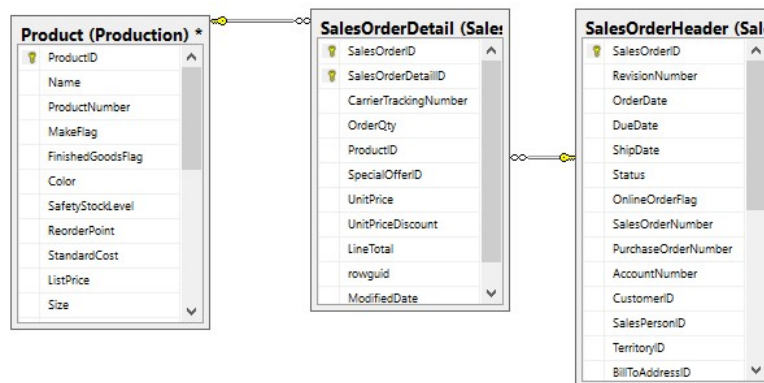 Product (Production) *
ProductID
Name
ProductNumber
MakeFlag
FinishedGoodsFlag
Color
SafetyStockLevel
ReorderPoint
StandardCost
ListPrice
Size
SalesOrderDetail (Sales
SalesOrderID
SalesOrderDetailID
CarrierTrackingNumber
OrderQty
ProductID
SpecialOfferID
UnitPrice
UnitPriceDiscount
LineTotal
rowguid
ModifiedDate
SalesOrderHeader (Sal
SalesOrderID
RevisionNumber
OrderDate
DueDate
ShipDate
Status
OnlineOrderFlag
SalesOrderNumber
PurchaseOrderNumber
AccountNumber
CustomerID
SalesPersonID
TerritoryID
BillToAddressID